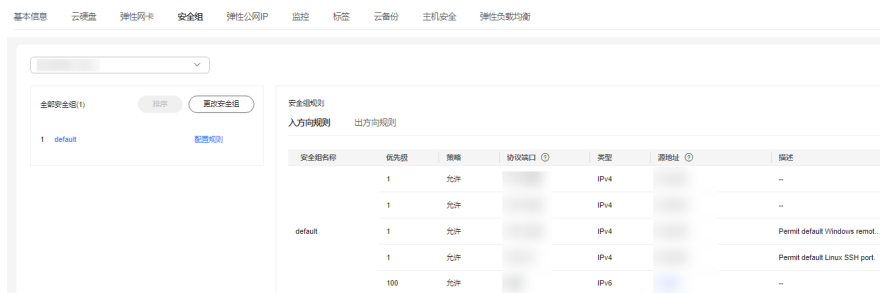 基本信息 云硬盘 弹性网卡 安全组 弹性公网IP 监控 标签 云备份 主机安全 弹性负载均衡
全部安全组(1) 排序 更改安全组
1 default 配置规则
安全组规则
入方向规则 出方向规则
安全组名称 优先级 策略 协议端口 类型 源地址 描述
1 允许 IPv4 --
1 允许 IPv4 --
default 1 允许 IPv4 Permit default Windows remot...
1 允许 IPv4 Permit default Linux SSH port.
100 允许 IPv6 --